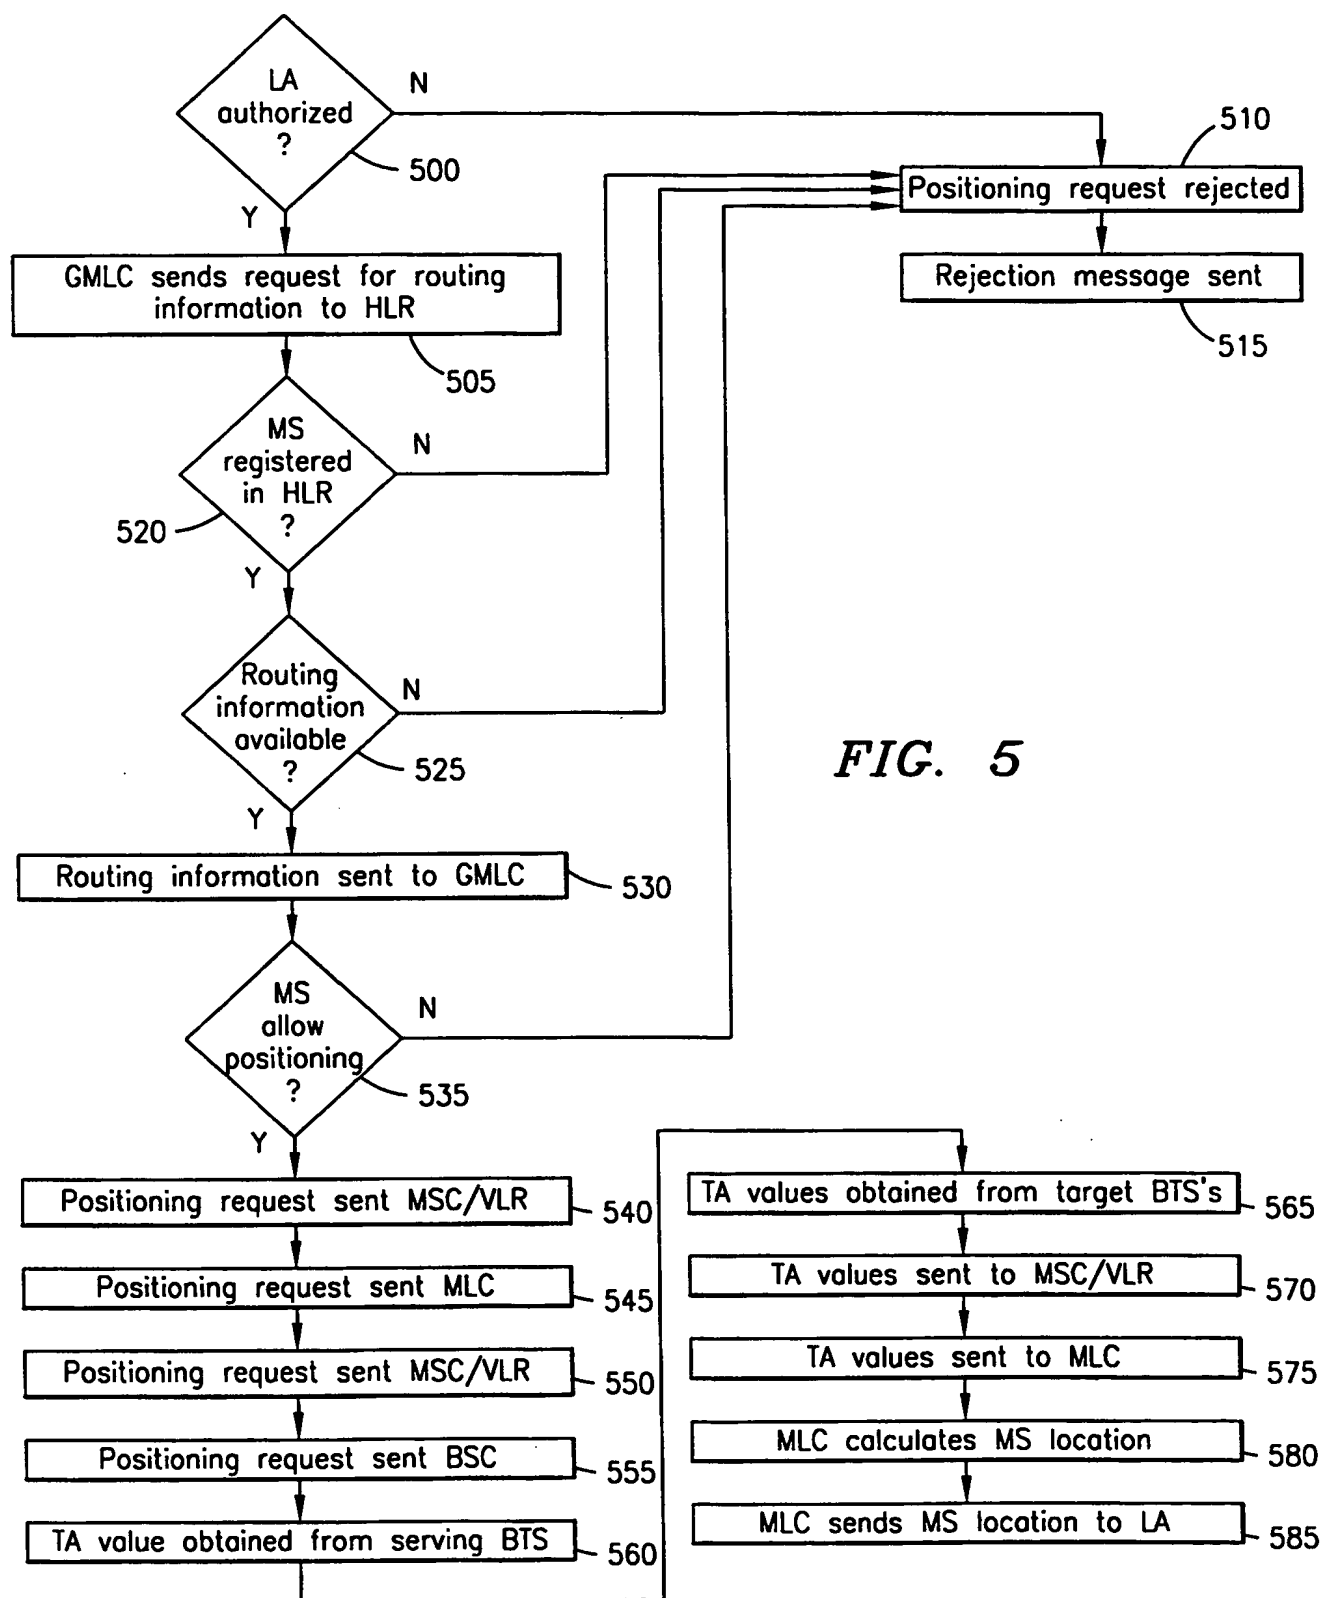 LA
authorized
?
N
500
Y
510
Positioning request rejected
Rejection message sent
515
GMLC sends request for routing
information to HLR
505
MS
registered
in HLR
?
N
520
Y
Routing
information
available
?
N
525
Y
FIG. 5
Routing information sent to GMLC
530
MS
allow
positioning
?
N
535
Y
Positioning request sent MSC/VLR
540
Positioning request sent MLC
545
Positioning request sent MSC/VLR
550
Positioning request sent BSC
555
TA value obtained from serving BTS
560
TA values obtained from target BTS's
565
TA values sent to MSC/VLR
570
TA values sent to MLC
575
MLC calculates MS location
580
MLC sends MS location to LA
585